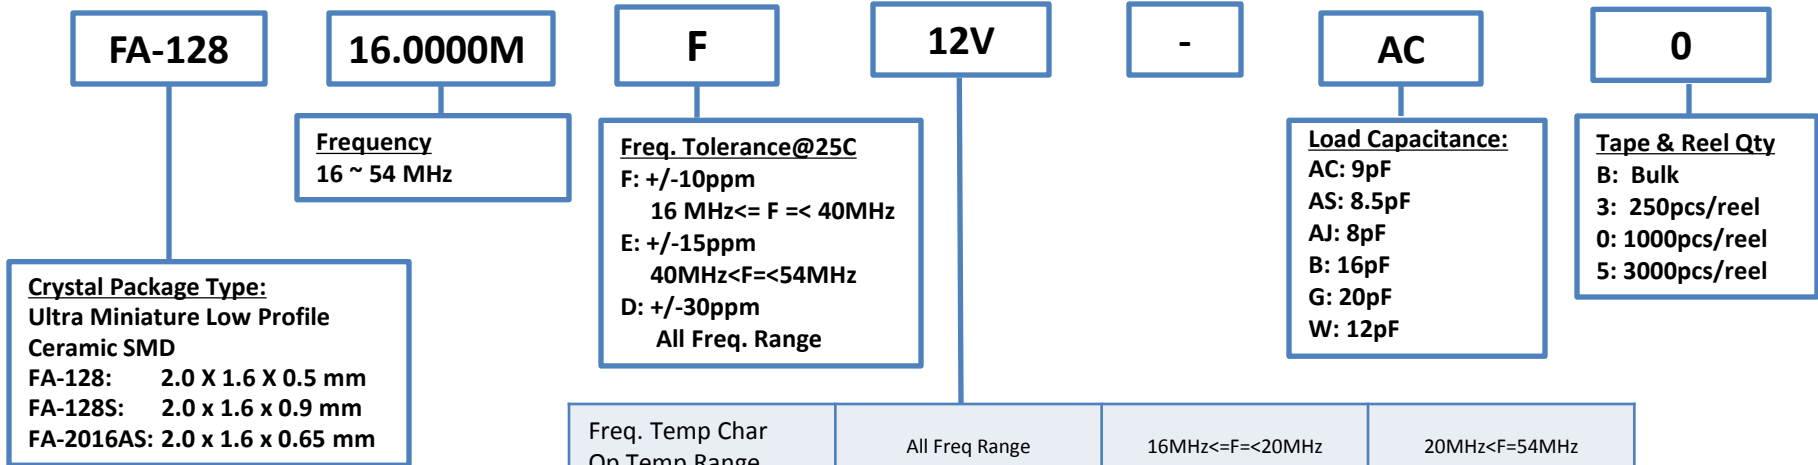 FA-128
16.0000M
F
12V
-
AC
0
Frequency
16 ~ 54 MHz
Freq. Tolerance@25C
F: +/-10ppm
16 MHz<= F =< 40MHz
E: +/-15ppm
40MHz<F=<54MHz
D: +/-30ppm
All Freq. Range
Load Capacitance:
AC: 9pF
AS: 8.5pF
AJ: 8pF
B: 16pF
G: 20pF
W: 12pF
Tape & Reel Qty
B: Bulk
3: 250pcs/reel
0: 1000pcs/reel
5: 3000pcs/reel
Crystal Package Type:
Ultra Miniature Low Profile
Ceramic SMD
FA-128: 2.0 X 1.6 X 0.5 mm
FA-128S: 2.0 x 1.6 x 0.9 mm
FA-2016AS: 2.0 x 1.6 x 0.65 mm
Freq. Temp Char
Op Temp Range
All Freq Range
16MHz<=F=<20MHz
20MHz<F=54MHz